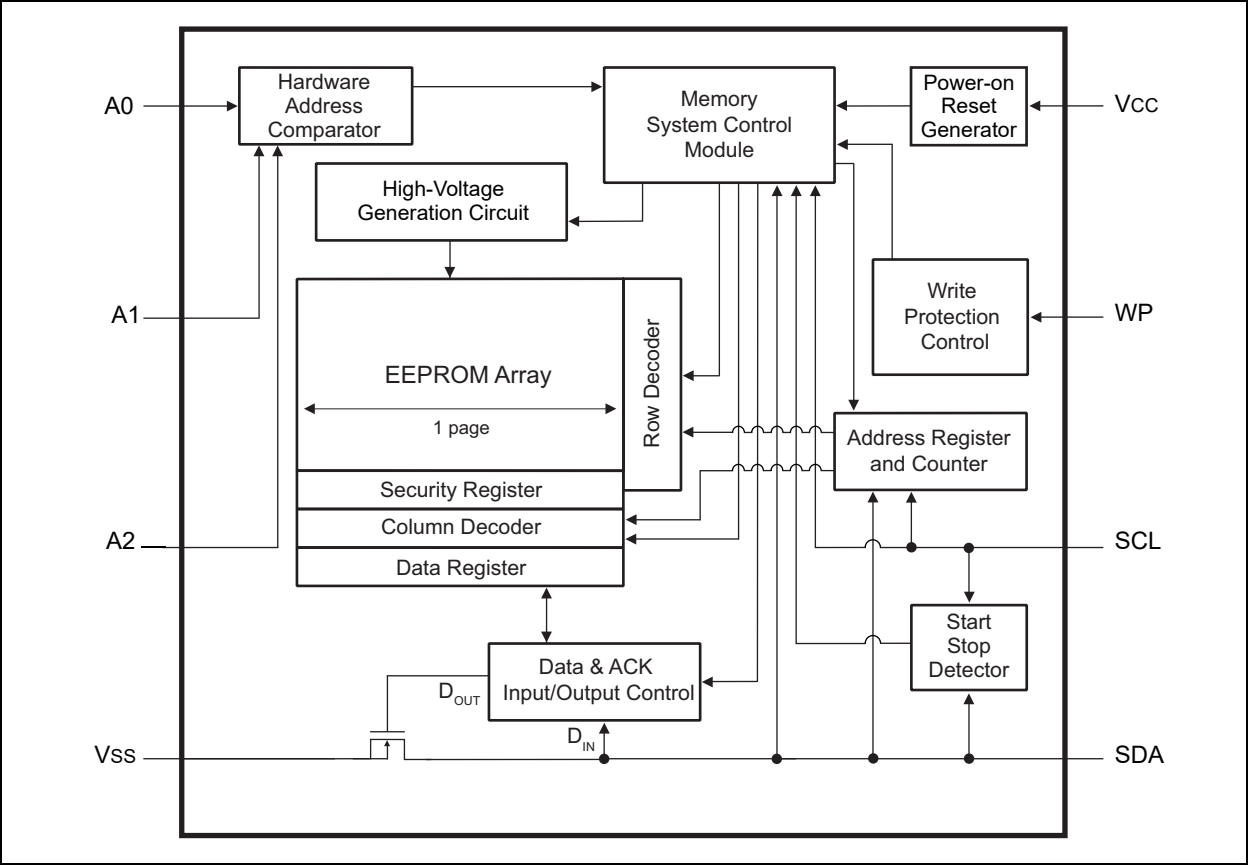 Hardware
Address
Comparator
Memory
System Control
Module
Power-on
Reset
Generator
A0
VCC
High-Voltage
Generation Circuit
A1
WP
Write
Protection
Control
EEPROM Array
1 page
Row Decoder
Address Register
and Counter
Security Register
Column Decoder
Data Register
A2
SCL
Start
Stop
Detector
Data & ACK
Input/Output Control
DOUT
DIN
VSS
SDA